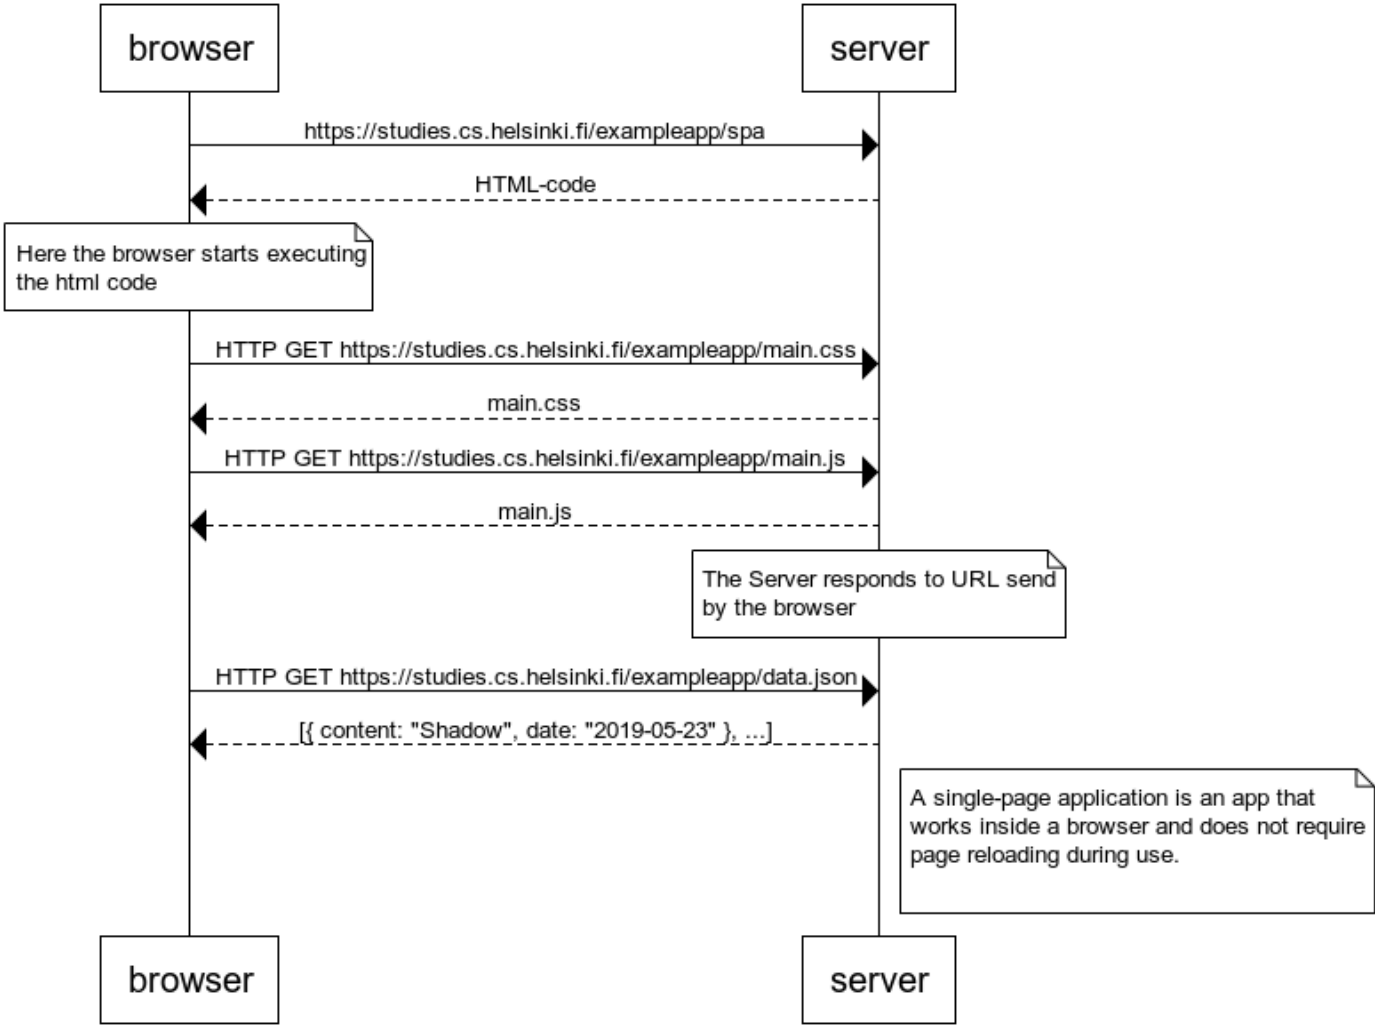 browser
server
https://studies.cs.helsinki.fi/exampleapp/spa
HTML-code
Here the browser starts executing
the html code
HTTP GET https://studies.cs.helsinki.fi/exampleapp/main.css
main.css
HTTP GET https://studies.cs.helsinki.fi/exampleapp/main.js
main.js
The Server responds to URL send
by the browser
HTTP GET https://studies.cs.helsinki.fi/exampleapp/data.json
[{ content: "Shadow", date: "2019-05-23" }, ...]
A single-page application is an app that
works inside a browser and does not require
page reloading during use.
browser
server